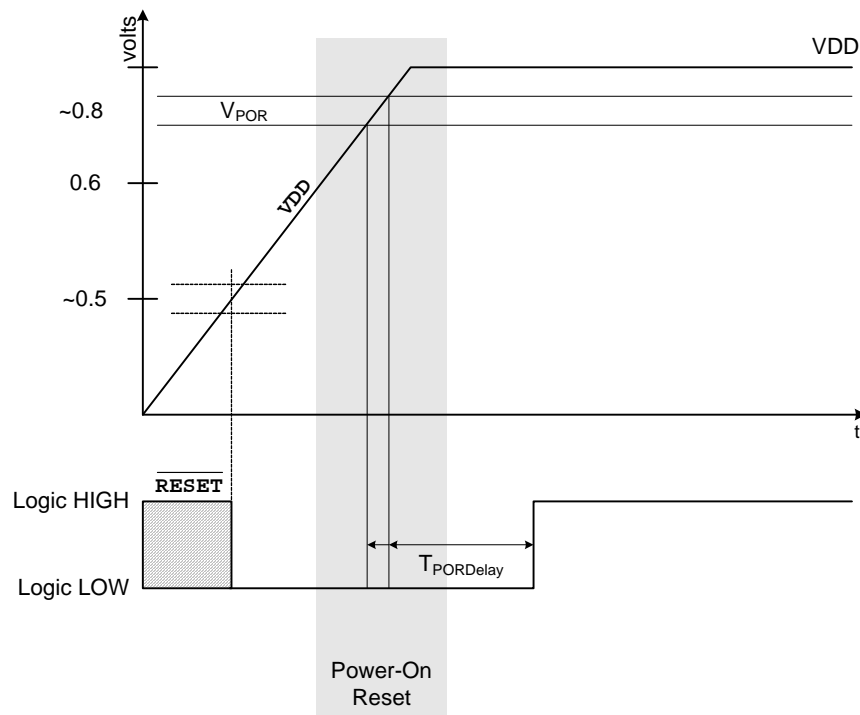 volts
VDD
~0.8
VPOR
0.6
VDD
~0.5
t
RESET
Logic HIGH
TPORDelay
Logic LOW
Power-On
Reset